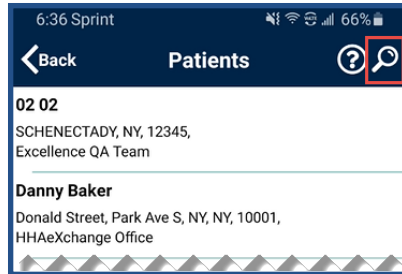 6:36 Sprint 66%
Back Patients ?
02 02
SCHENECTADY, NY, 12345,
Excellence QA Team
Danny Baker
Donald Street, Park Ave S, NY, NY, 10001,
HHAeXchange Office